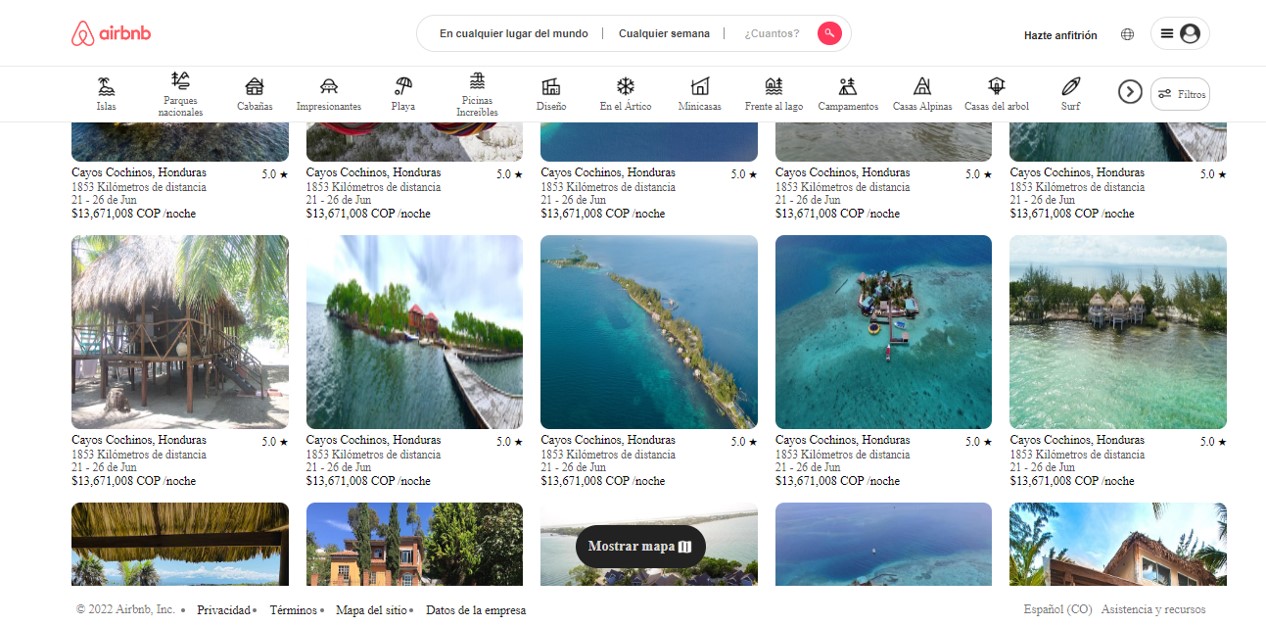 airbnb
En cualquier lugar del mundo | Cualquier semana | ¿Cuantos?
Hazte anfitrión
Islas
Parques
nacionales
Cabañas
Impresionantes
Playa
Picinas
Increíbles
Diseño
En el Ártico
Minicasas
Frente al lago
Campamentos
Casas Alpinas
Casas del arbol
Surf
Filtros
Cayos Cochinos, Honduras 5.0 ★
1853 Kilómetros de distancia
21 - 26 de Jun
$13,671,008 COP /noche
Cayos Cochinos, Honduras 5.0 ★
1853 Kilómetros de distancia
21 - 26 de Jun
$13,671,008 COP /noche
Cayos Cochinos, Honduras 5.0 ★
1853 Kilómetros de distancia
21 - 26 de Jun
$13,671,008 COP /noche
Cayos Cochinos, Honduras 5.0 ★
1853 Kilómetros de distancia
21 - 26 de Jun
$13,671,008 COP /noche
Cayos Cochinos, Honduras 5.0 ★
1853 Kilómetros de distancia
21 - 26 de Jun
$13,671,008 COP /noche
Cayos Cochinos, Honduras 5.0 ★
1853 Kilómetros de distancia
21 - 26 de Jun
$13,671,008 COP /noche
Cayos Cochinos, Honduras 5.0 ★
1853 Kilómetros de distancia
21 - 26 de Jun
$13,671,008 COP /noche
Cayos Cochinos, Honduras 5.0 ★
1853 Kilómetros de distancia
21 - 26 de Jun
$13,671,008 COP /noche
Cayos Cochinos, Honduras 5.0 ★
1853 Kilómetros de distancia
21 - 26 de Jun
$13,671,008 COP /noche
Cayos Cochinos, Honduras 5.0 ★
1853 Kilómetros de distancia
21 - 26 de Jun
$13,671,008 COP /noche
Mostrar mapa
© 2022 Airbnb, Inc. • Privacidad • Términos • Mapa del sitio • Datos de la empresa
Español (CO) Asistencia y recursos